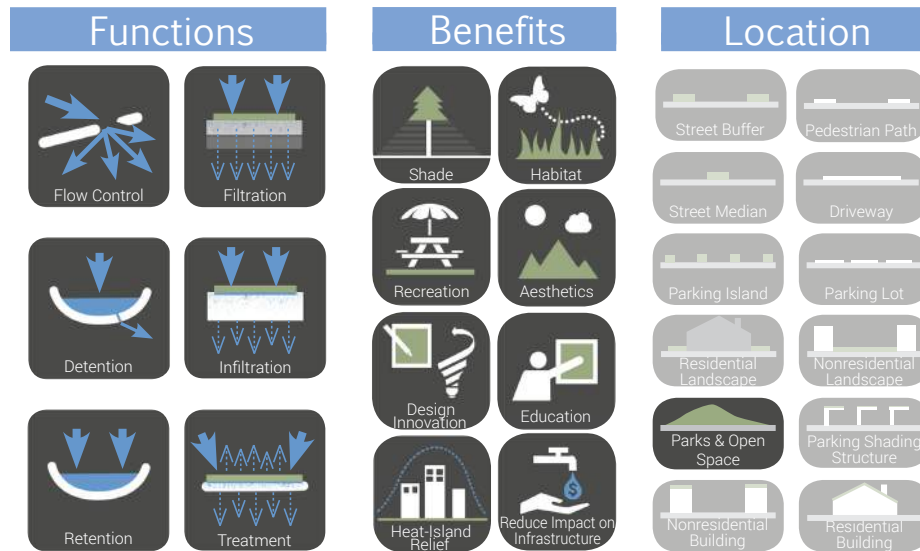 Functions
Benefits
Location
Flow Control
Filtration
Detention
Infiltration
Retention
Treatment
Shade
Habitat
Recreation
Aesthetics
Design
Innovation
Education
Heat-Island
Relief
$
Reduce Impact on
Infrastructure
Street Buffer
Pedestrian Path
Street Median
Driveway
Parking Island
Parking Lot
Residential
Landscape
Nonresidential
Landscape
Parks & Open
Space
Parking Shading
Structure
Nonresidential
Building
Residential
Building